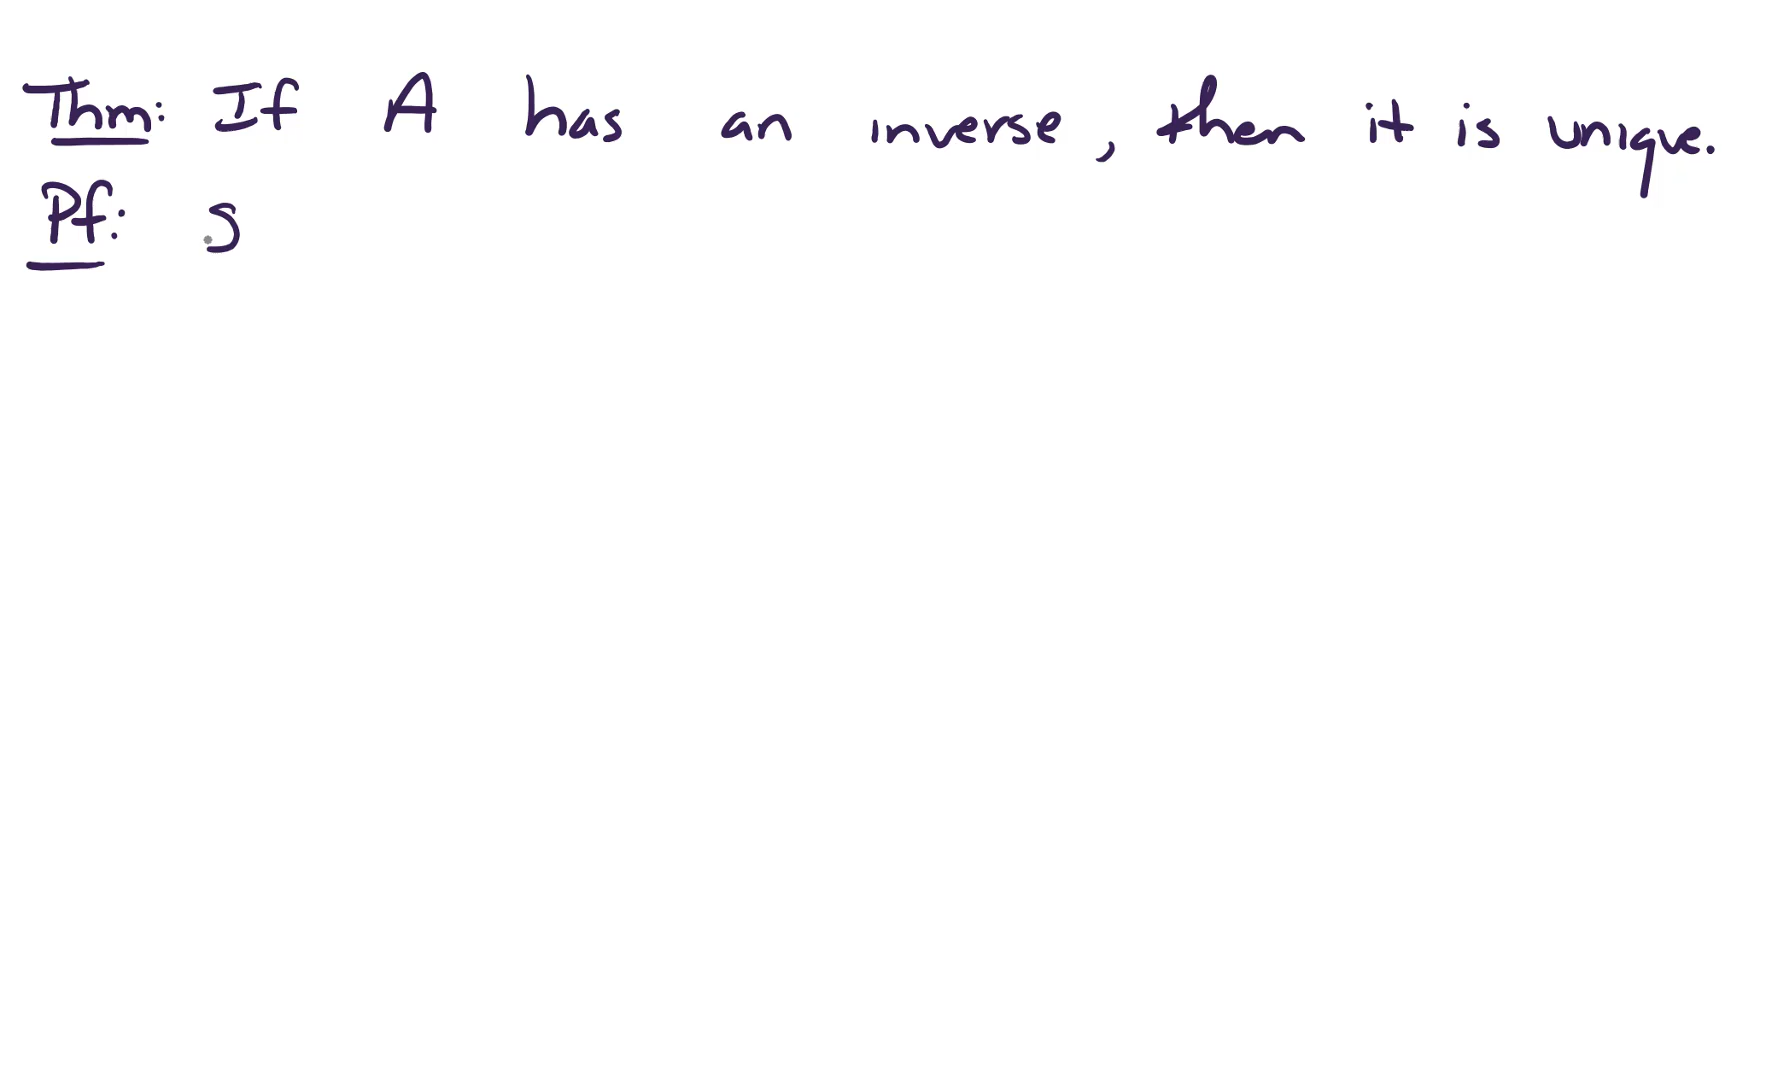 Thm: If A has an inverse, then it is unique.
Pf: S